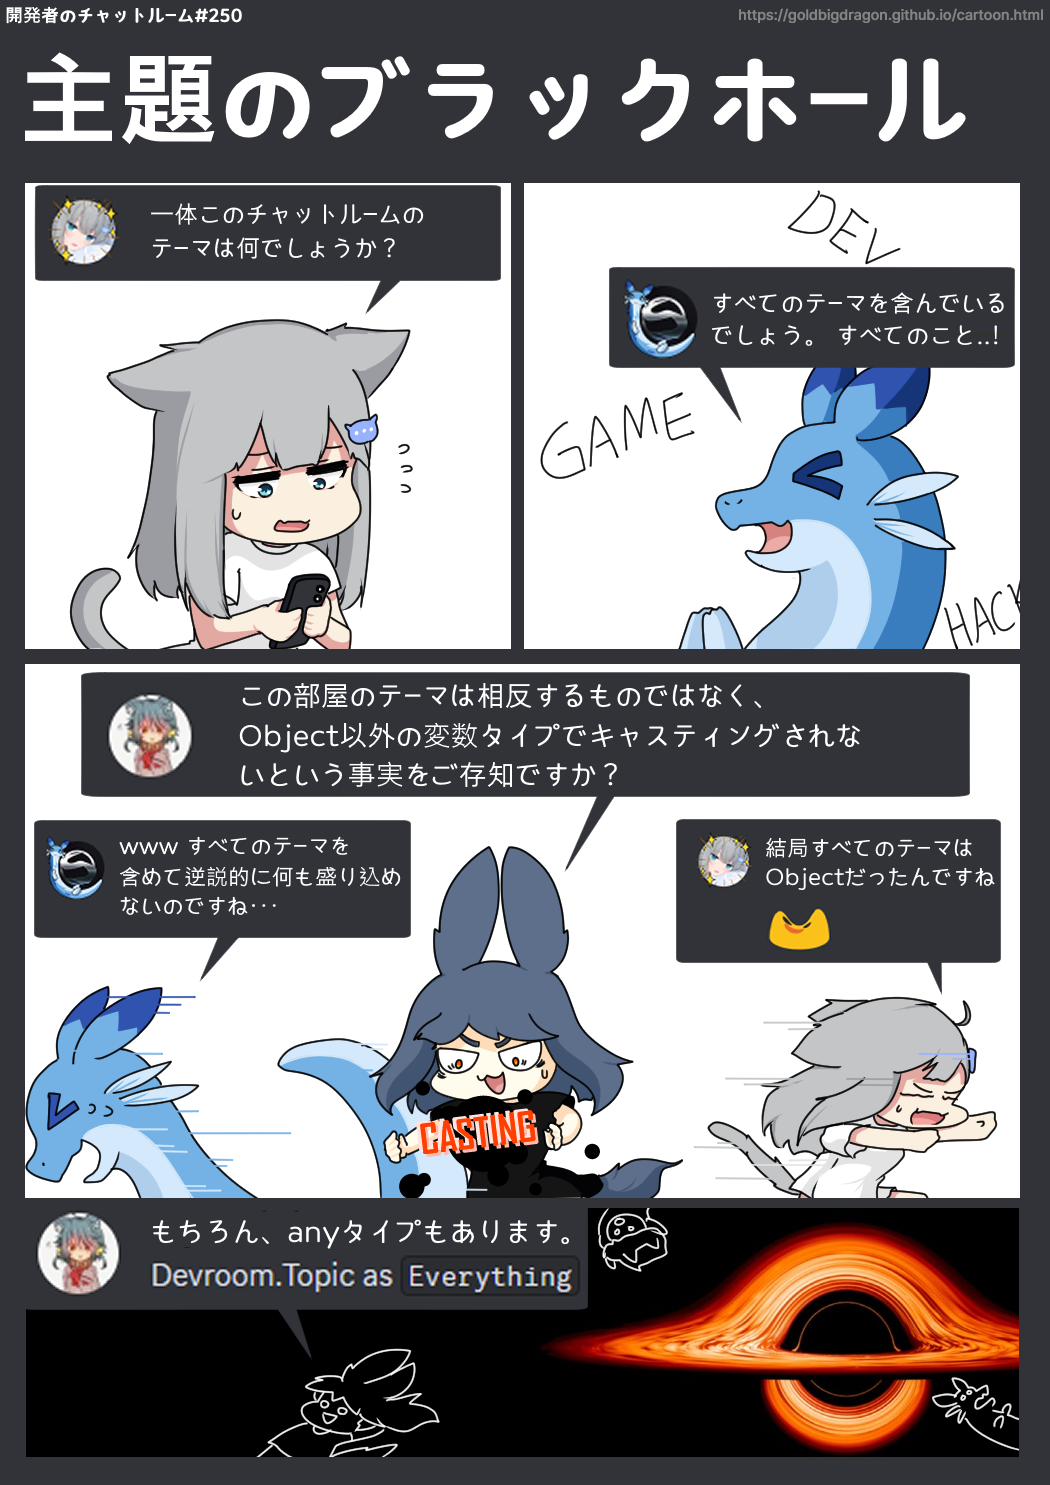 開発者のチャットルーム#250
https://goldbigdragon.github.io/cartoon.html
主題のブラックホール
一体このチャットルームの
テーマは何でしょうか？
DEV
すべてのテーマを含んでいる
でしょう。 すべてのこと..!
GAME
HACK
この部屋のテーマは相反するものではなく、
Object以外の変数タイプでキャスティングされな
いという事実をご存知ですか？
www すべてのテーマを
含めて逆説的に何も盛り込め
ないのですね･･･
結局すべてのテーマは
Objectだったんですね
CASTING
もちろん、anyタイプもあります。
Devroom.Topic as Everything